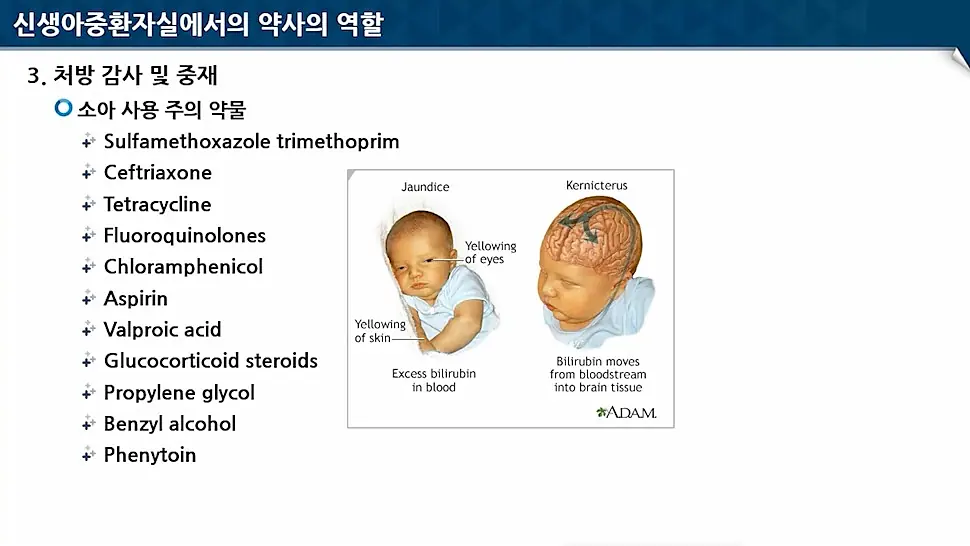 신생아중환자실에서의 약사의 역할
3. 처방 감사 및 중재
소아 사용 주의 약물
Sulfamethoxazole trimethoprim
Ceftriaxone
Tetracycline
Fluoroquinolones
Chloramphenicol
Aspirin
Valproic acid
Glucocorticoid steroids
Propylene glycol
Benzyl alcohol
Phenytoin
Jaundice
Yellowing
of eyes
Yellowing
of skin
Excess bilirubin
in blood
Kernicterus
Bilirubin moves
from bloodstream
into brain tissue
ADAM.